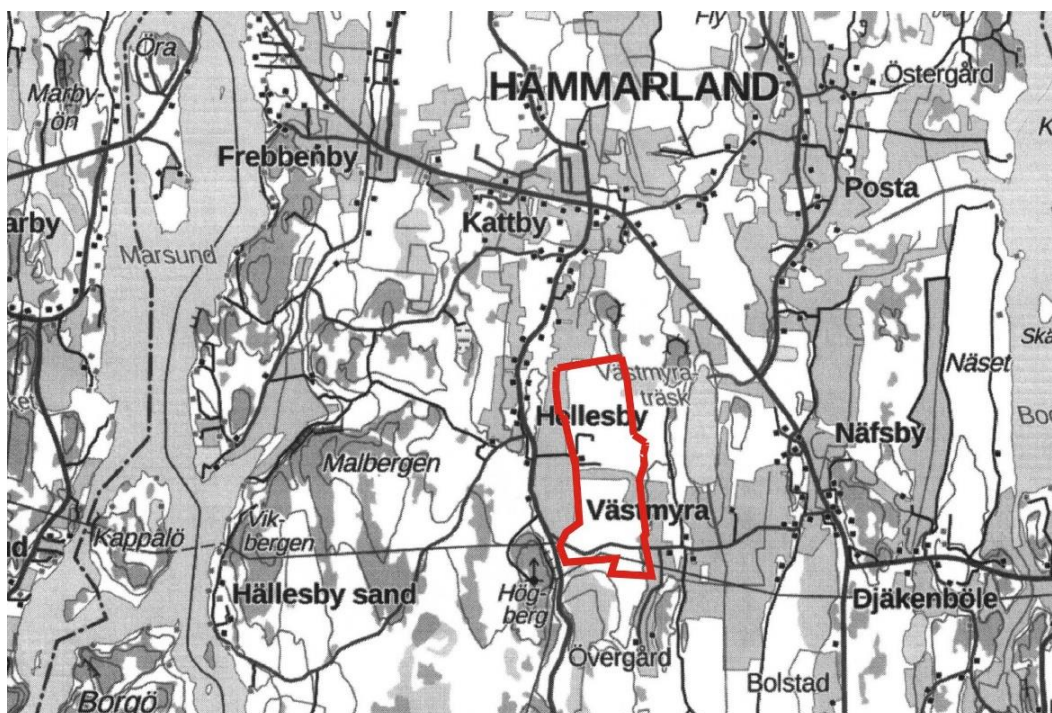 Fly
Öra
Östergård
HAMMARLAND
Marby-
ön
Frebbenby
Posta
Kattby
arby
Marsund
Näset
Västmyra-
träsk
Hellesby
Näfsby
Malbergen
Västmyra
Vik-
bergen
Kappalö
Hällesby sand
Hög-
berg
Djäkenböle
Övergård
Bolstad
Borgö